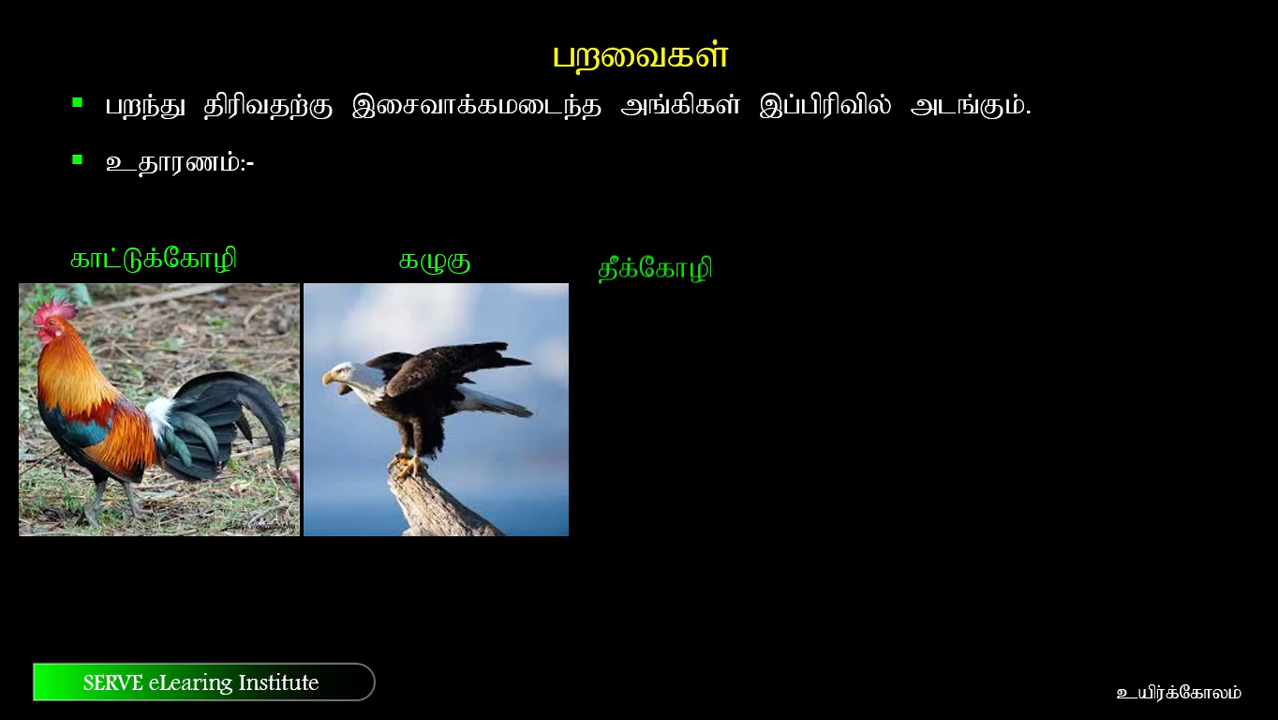 பறவைகள்
பறந்து திரிவதற்கு இசைவாக்கமடைந்த அங்கிகள் இப்பிரிவில் அடங்கும்.
உதாரணம்:-
காட்டுக்கோழி கழுகு தீக்கோழி
SERVE eLearing Institute
உயிர்க்கோலம்